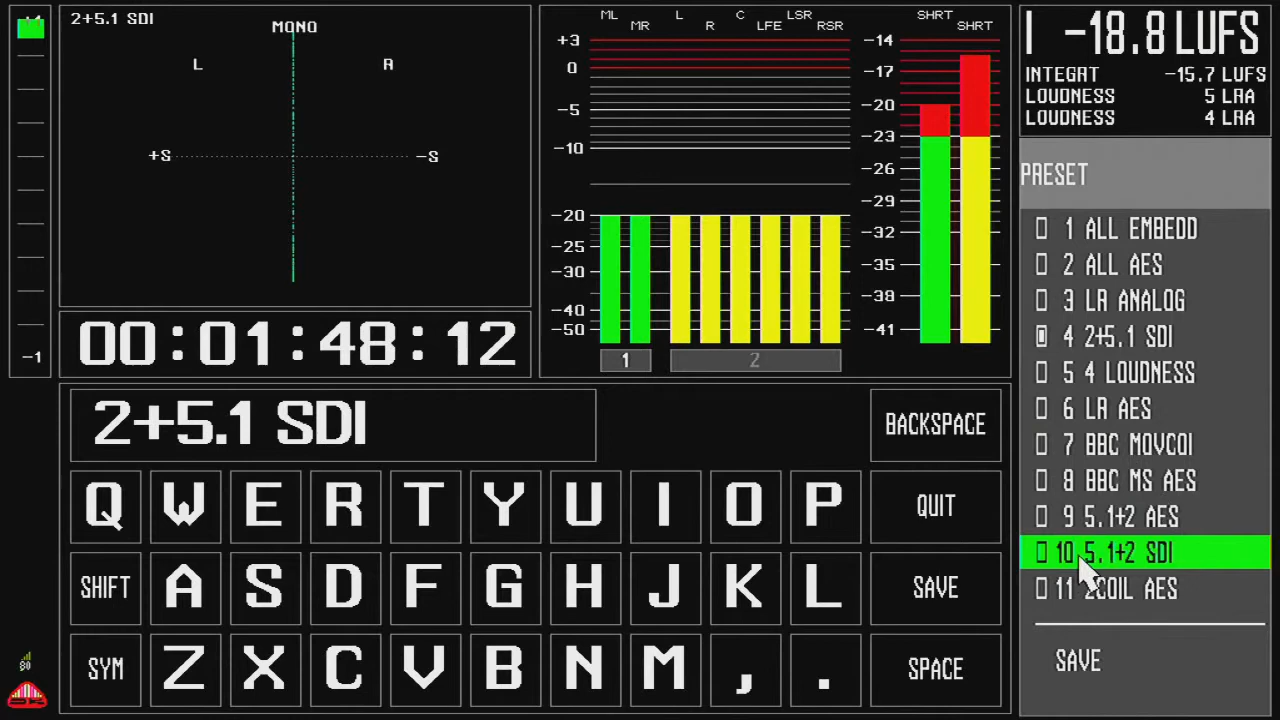 +1
-1
2+5.1 SDI
MONO
L R
+S -S
00:01:48:12
ML MR L R C LFE LSR RSR
+3
0
-5
-10
-20
-25
-30
-40
-50
1 2
SHRT SHRT
-14
-17
-20
-23
-26
-29
-32
-35
-38
-41
I -18.8 LUFS
INTEGRT -15.7 LUFS
LOUDNESS 5 LRA
LOUDNESS 4 LRA
PRESET
1 ALL EMBEDD
2 ALL AES
3 LR ANALOG
4 2+5.1 SDI
5 4 LOUDNESS
6 LR AES
7 BBC MOVCOI
8 BBC MS AES
9 5.1+2 AES
10 5.1+2 SDI
11 2COIL AES
SAVE
2+5.1 SDI
BACKSPACE
Q W E R T Y U I O P QUIT
SHIFT A S D F G H J K L SAVE
SYM Z X C V B N M , . SPACE
80